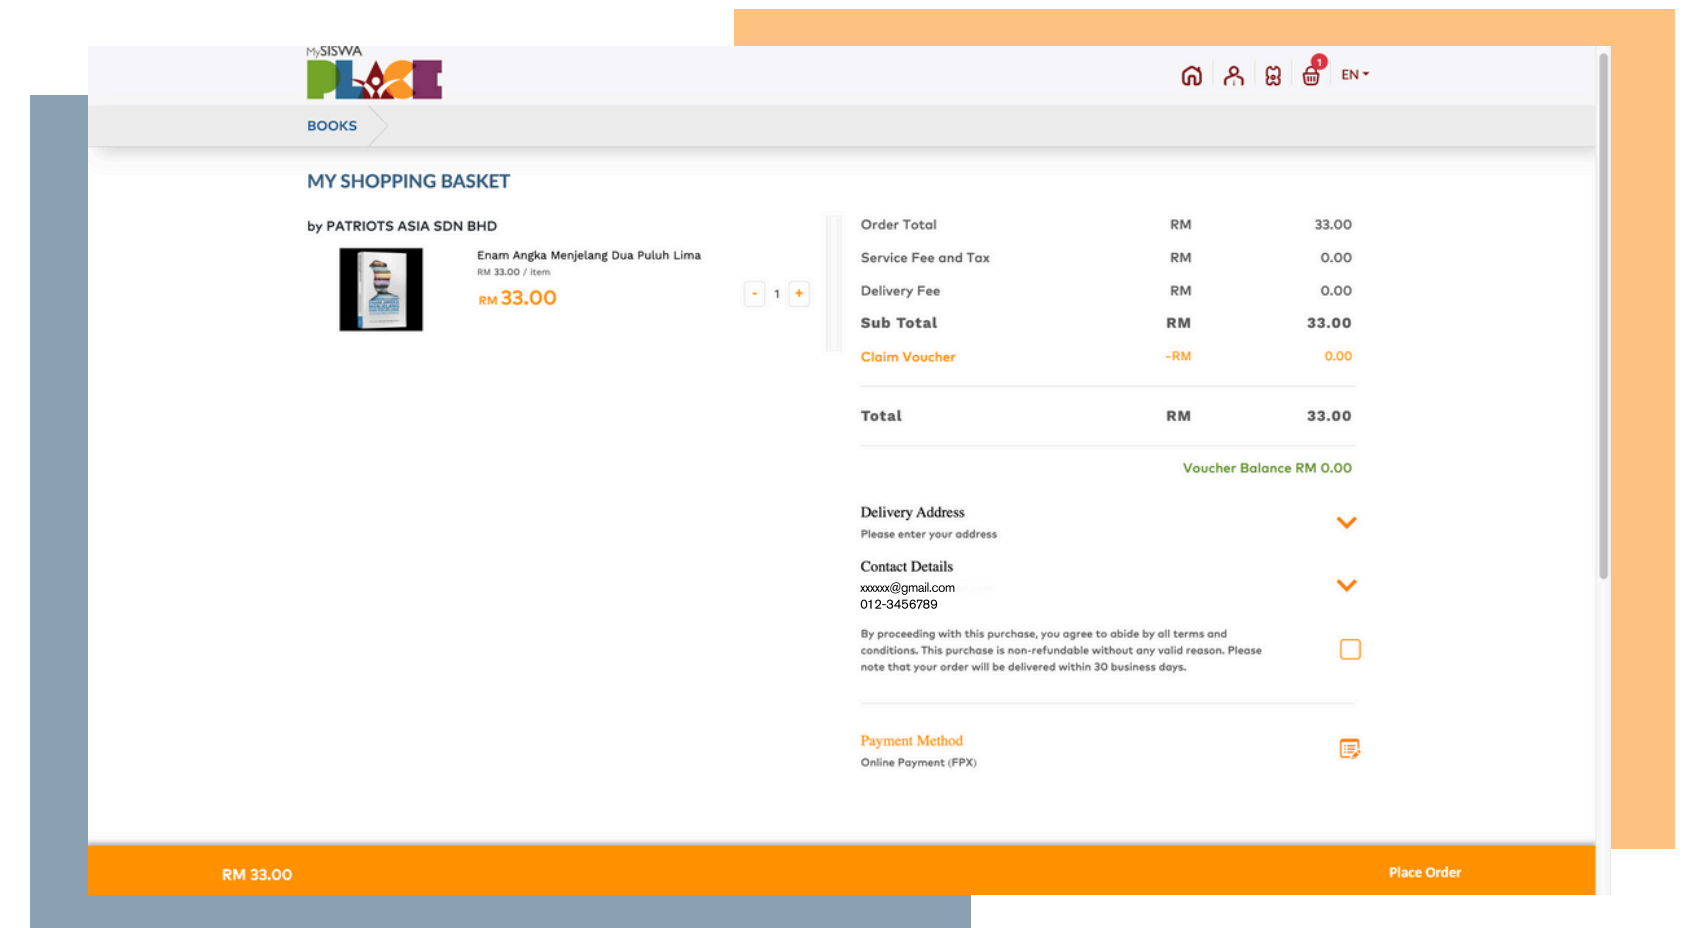 MySISWA
PLACE
1
EN
BOOKS
MY SHOPPING BASKET
by PATRIOTS ASIA SDN BHD
Enam Angka Menjelang Dua Puluh Lima
RM 33.00 / item
RM 33.00
- 1 +
Order Total RM 33.00
Service Fee and Tax RM 0.00
Delivery Fee RM 0.00
Sub Total RM 33.00
Claim Voucher -RM 0.00
Total RM 33.00
Voucher Balance RM 0.00
Delivery Address
Please enter your address
Contact Details
xxxxxx@gmail.com
012-3456789
By proceeding with this purchase, you agree to abide by all terms and
conditions. This purchase is non-refundable without any valid reason. Please
note that your order will be delivered within 30 business days.
Payment Method
Online Payment (FPX)
RM 33.00
Place Order